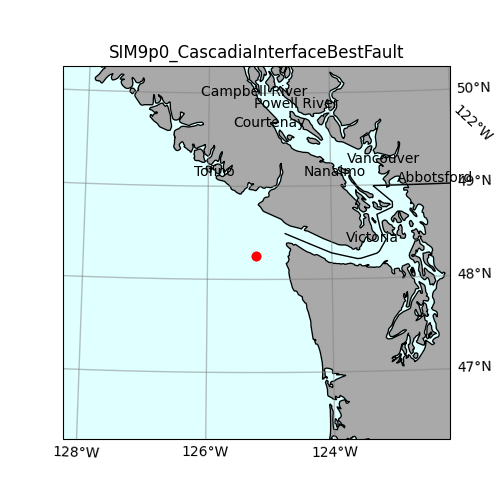 SIM9p0_CascadiaInterfaceBestFault
50°N
Campbell River
Powell River
Courtenay
122°W
Vancouver
Tofino
Nanaimo
Abbotsford
49°N
Victoria
48°N
47°N
128°W
126°W
124°W